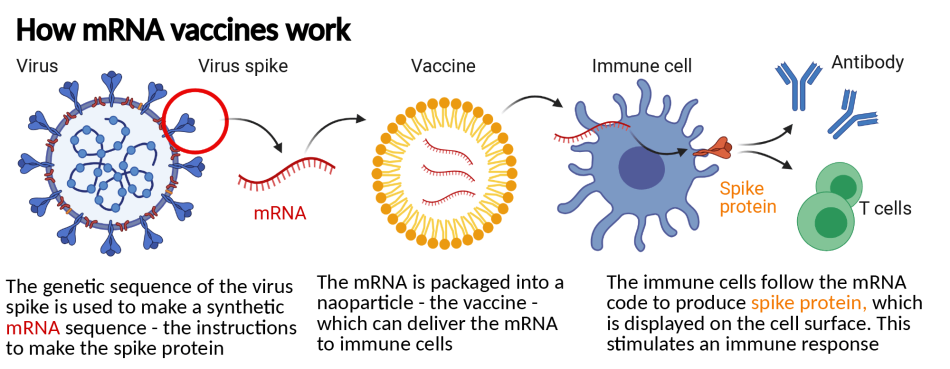 How mRNA vaccines work
Virus
Virus spike
Vaccine
Immune cell
Antibody
mRNA
Spike
protein
T cells
The genetic sequence of the virus
spike is used to make a synthetic
mRNA sequence - the instructions
to make the spike protein
The mRNA is packaged into a
naoparticle - the vaccine -
which can deliver the mRNA
to immune cells
The immune cells follow the mRNA
code to produce spike protein, which
is displayed on the cell surface. This
stimulates an immune response